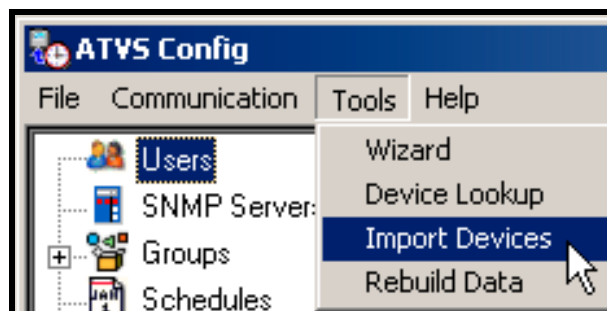 ATVS Config
File Communication Tools Help
Users
SNMP Server
Groups
Schedules
Wizard
Device Lookup
Import Devices
Rebuild Data